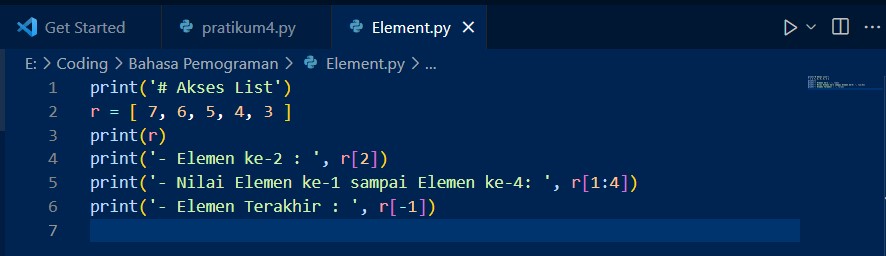 Get Started pratikum4.py Element.py
E: > Coding > Bahasa Pemograman > Element.py > ...
1 print('# Akses List')
2 r = [ 7, 6, 5, 4, 3 ]
3 print(r)
4 print('- Elemen ke-2 : ', r[2])
5 print('- Nilai Elemen ke-1 sampai Elemen ke-4: ', r[1:4])
6 print('- Elemen Terakhir : ', r[-1])
7